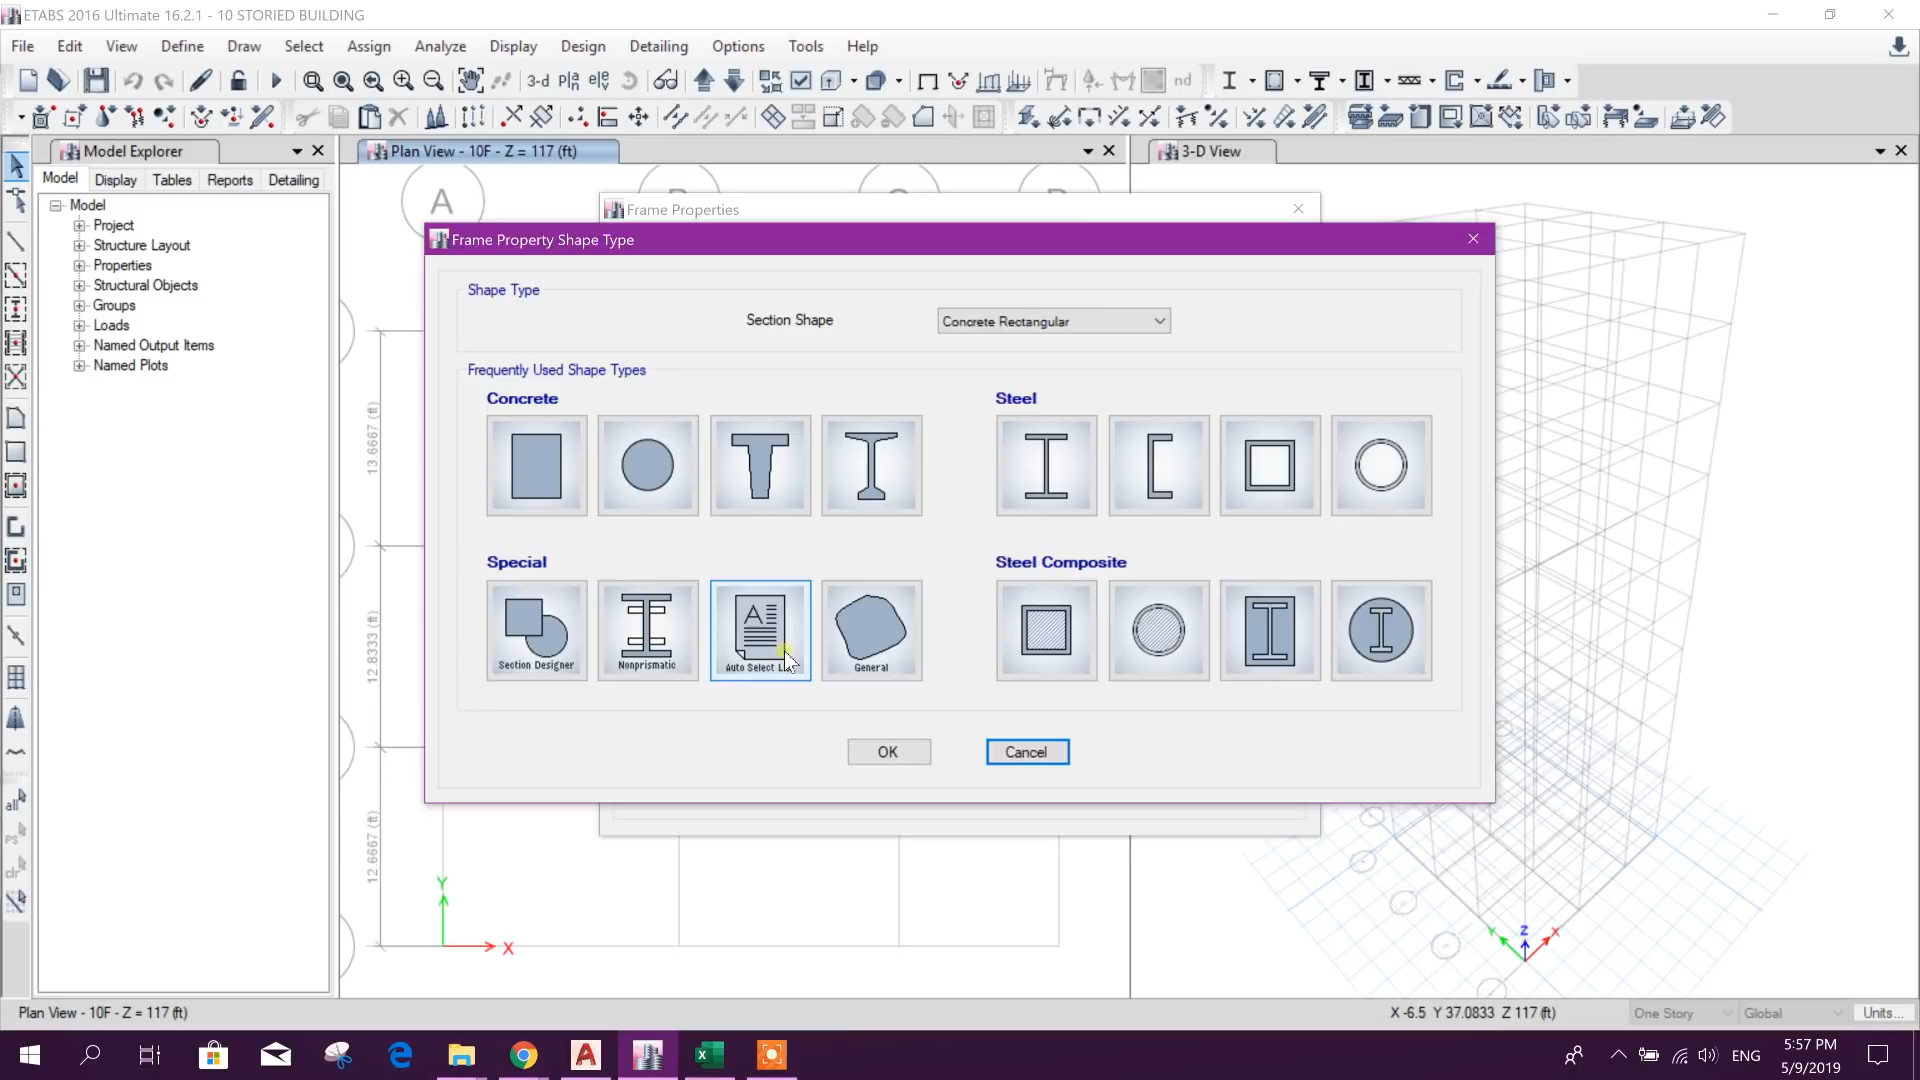 ETABS 2016 Ultimate 16.2.1 - 10 STORIED BUILDING
File Edit View Define Draw Select Assign Analyze Display Design Detailing Options Tools Help
3-d
nd
Model Explorer
Plan View - 10F - Z = 117 (ft)
3-D View
Model Display Tables Reports Detailing
Model
Project
Structure Layout
Properties
Structural Objects
Groups
Loads
Named Output Items
Named Plots
A
Frame Properties
Frame Property Shape Type
Shape Type
Section Shape
Concrete Rectangular
Frequently Used Shape Types
Concrete
Steel
Special
Steel Composite
Section Designer
Nonprismatic
A
Auto Select
General
OK
Cancel
13.6667 (ft)
12.8333 (ft)
12.6667 (ft)
Y
X
Y
Z
X
all
ps
clr
Plan View - 10F - Z = 117 (ft)
X -6.5 Y 37.0833 Z 117 (ft)
One Story
Global
Units...
ENG
5:57 PM
5/9/2019